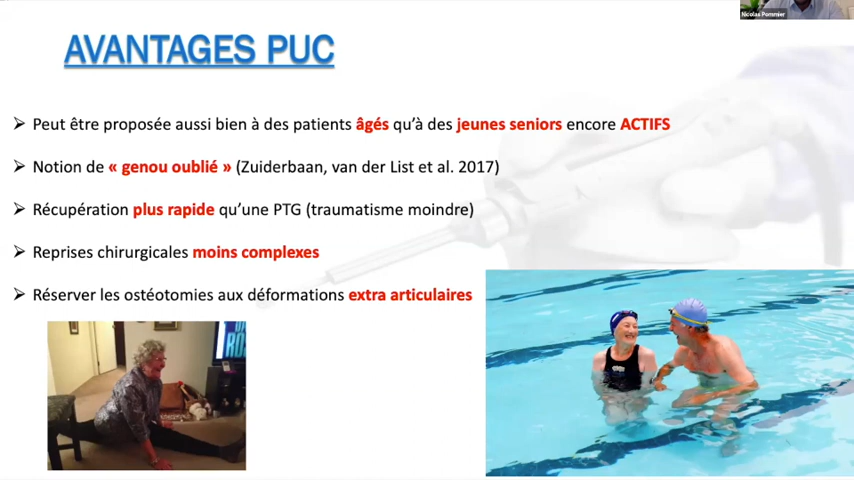 Nicolas Pommier
AVANTAGES PUC
➢ Peut être proposée aussi bien à des patients âgés qu'à des jeunes seniors encore ACTIFS
➢ Notion de « genou oublié » (Zuiderbaan, van der List et al. 2017)
➢ Récupération plus rapide qu'une PTG (traumatisme moindre)
➢ Reprises chirurgicales moins complexes
➢ Réserver les ostéotomies aux déformations extra articulaires